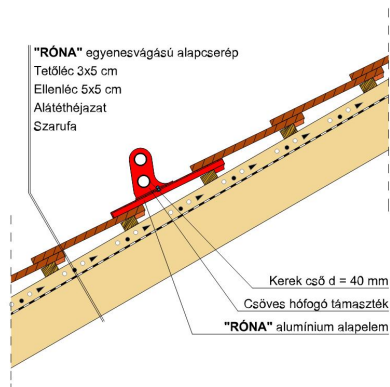 "RÓNA" egyenesvágású alapcserép
Tetőléc 3x5 cm
Ellenléc 5x5 cm
Alátéthéjazat
Szarufa
Kerek cső d = 40 mm
Csöves hófogó támaszték
"RÓNA" alumínium alapelem